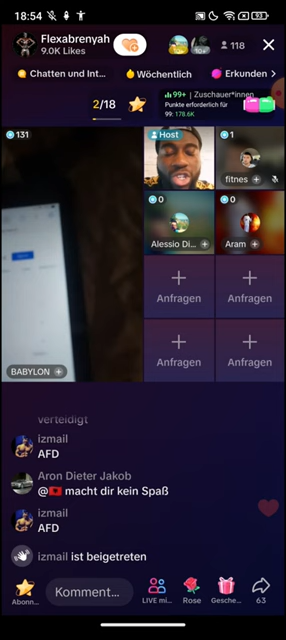 18:54
93
Flexabrenyah
9.0K Likes
118
Chatten und Int...
Wöchentlich
Erkunden >
2/18
99+ | Zuschauer*innen
Punkte erforderlich für
99: 178.6K
131
Host
1
fitnes
0
Alessio Di...
0
Aram
Anfragen
Anfragen
Anfragen
Anfragen
BABYLON
verteidigt
izmail
AFD
Aron Dieter Jakob
@🇦🇱 macht dir kein Spaß
izmail
AFD
izmail ist beigetreten
Abonn...
Komment...
LIVE mi...
Rose
Gesche...
63